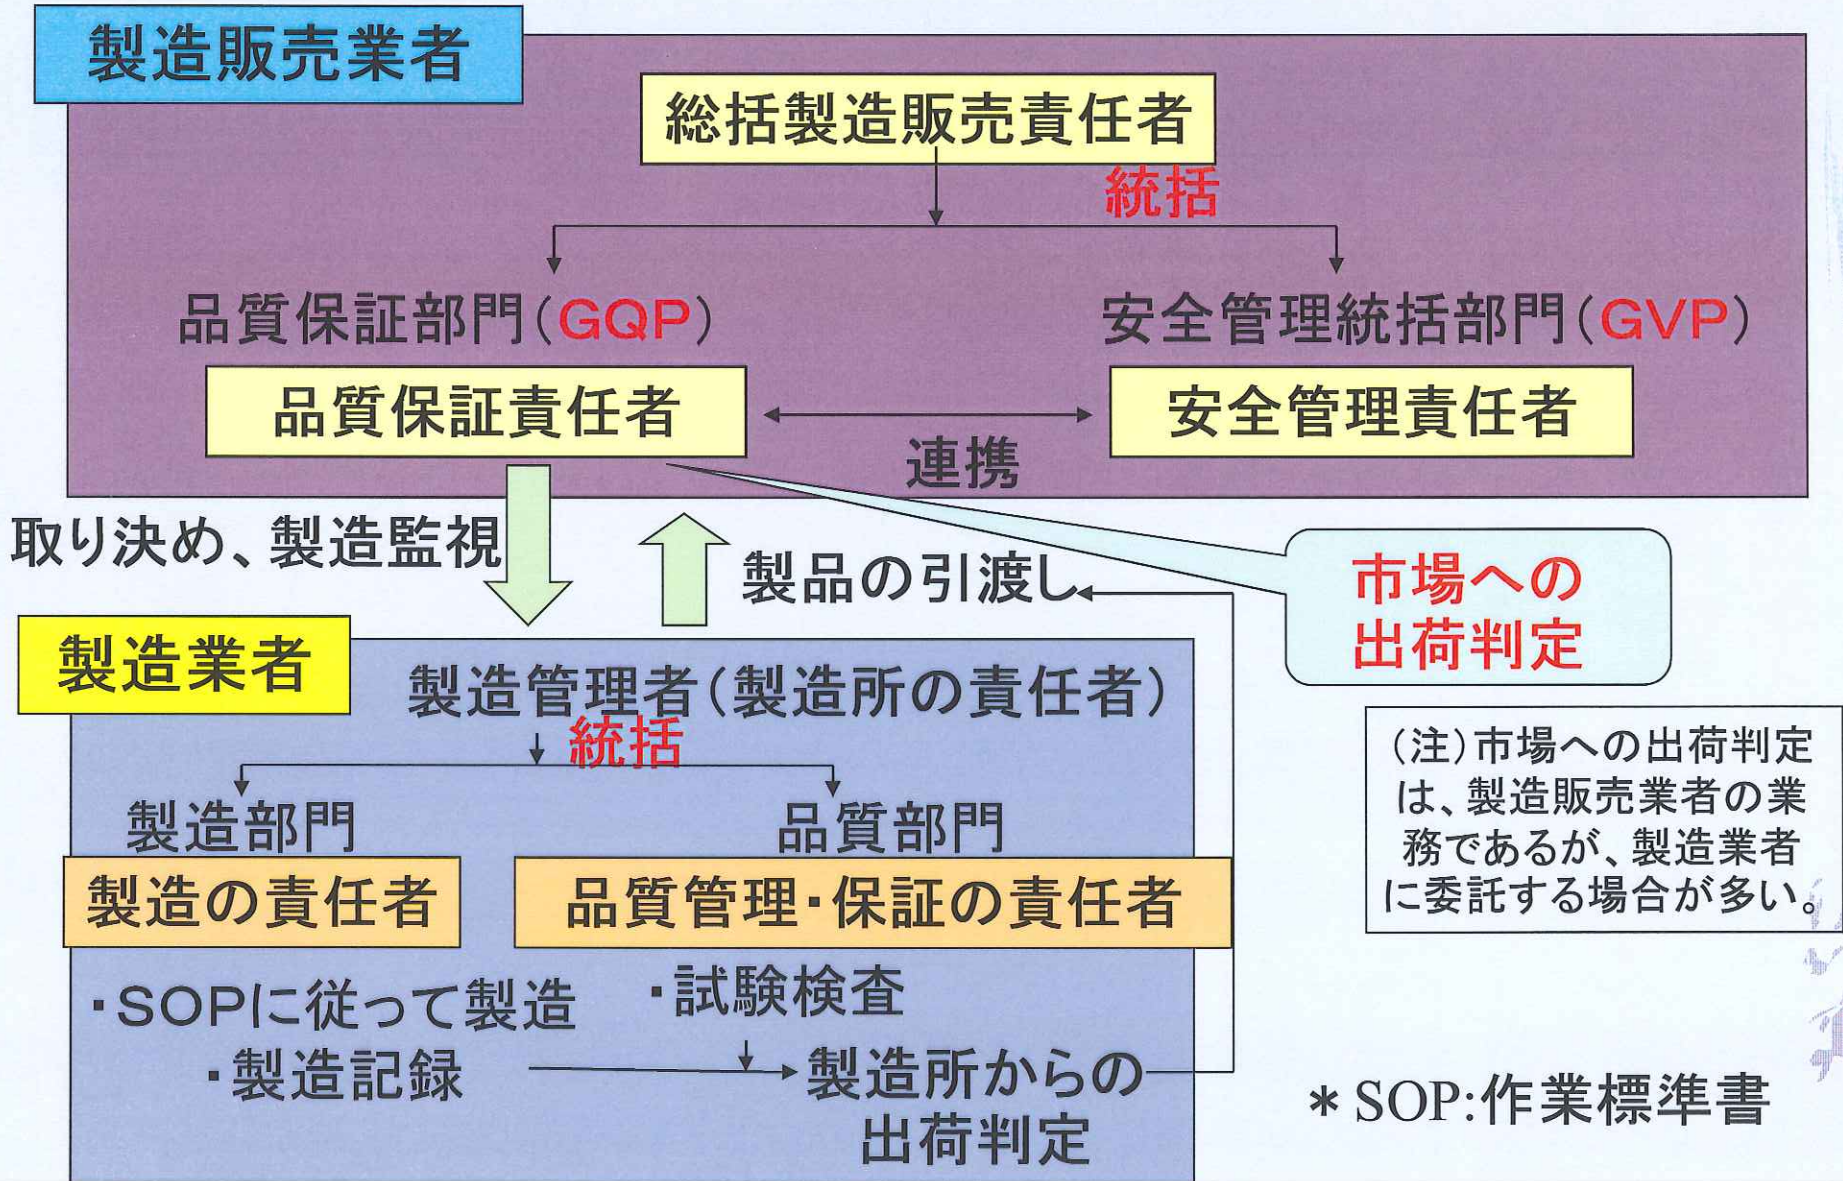 製造販売業者
総括製造販売責任者
統括
品質保証部門(GQP)
安全管理統括部門(GVP)
品質保証責任者
安全管理責任者
連携
取り決め、製造監視
製品の引渡し
市場への
出荷判定
製造業者
製造管理者(製造所の責任者)
統括
製造部門
品質部門
製造の責任者
品質管理・保証の責任者
・SOPに従って製造
・製造記録
・試験検査
製造所からの
出荷判定
(注)市場への出荷判定
は、製造販売業者の業
務であるが、製造業者
に委託する場合が多い。
*SOP:作業標準書